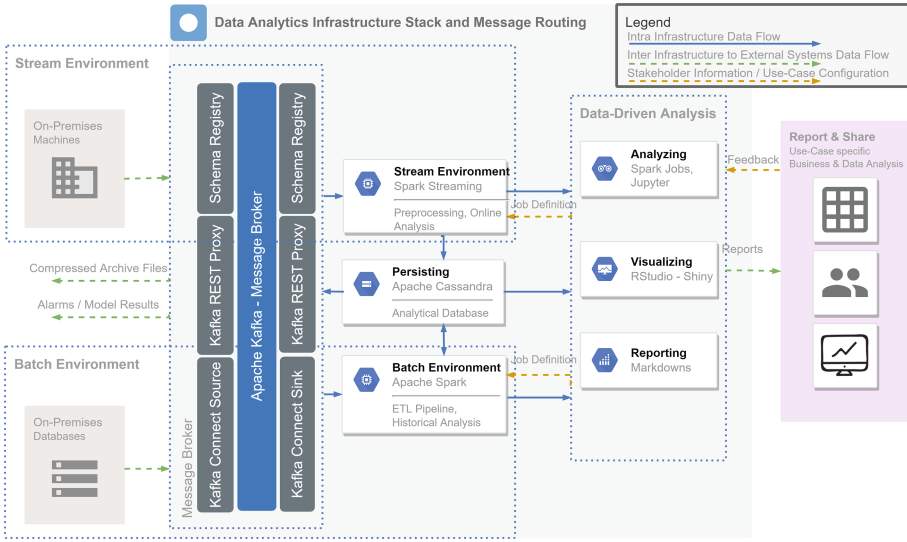 Data Analytics Infrastructure Stack and Message Routing
Legend
Intra Infrastructure Data Flow
Inter Infrastructure to External Systems Data Flow
Stakeholder Information / Use-Case Configuration
Stream Environment
On-Premises
Machines
Compressed Archive Files
Alarms / Model Results
Batch Environment
On-Premises
Databases
Message Broker
Schema Registry
Kafka REST Proxy
Kafka Connect Source
Apache Kafka - Message Broker
Schema Registry
Kafka REST Proxy
Kafka Connect Sink
Stream Environment
Spark Streaming
Preprocessing, Online
Analysis
Persisting
Apache Cassandra
Analytical Database
Batch Environment
Apache Spark
ETL Pipeline,
Historical Analysis
Job Definition
Job Definition
Data-Driven Analysis
Analyzing
Spark Jobs,
Jupyter
Visualizing
RStudio - Shiny
Reporting
Markdowns
Feedback
Reports
Report & Share
Use-Case specific
Business & Data Analysis